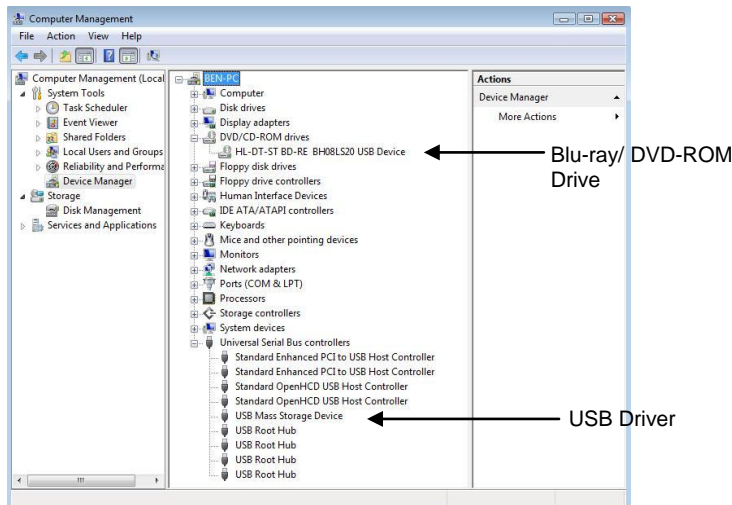 Computer Management
File Action View Help
Computer Management (Local
System Tools
Task Scheduler
Event Viewer
Shared Folders
Local Users and Groups
Reliability and Performa
Device Manager
Storage
Disk Management
Services and Applications
BEN-PC
Computer
Disk drives
Display adapters
DVD/CD-ROM drives
HL-DT-ST BD-RE BH08LS20 USB Device
Floppy disk drives
Floppy drive controllers
Human Interface Devices
IDE ATA/ATAPI controllers
Keyboards
Mice and other pointing devices
Monitors
Network adapters
Ports (COM & LPT)
Processors
Storage controllers
System devices
Universal Serial Bus controllers
Standard Enhanced PCI to USB Host Controller
Standard Enhanced PCI to USB Host Controller
Standard OpenHCD USB Host Controller
Standard OpenHCD USB Host Controller
USB Mass Storage Device
USB Root Hub
USB Root Hub
USB Root Hub
USB Root Hub
Actions
Device Manager
More Actions
Blu-ray/ DVD-ROM
Drive
USB Driver